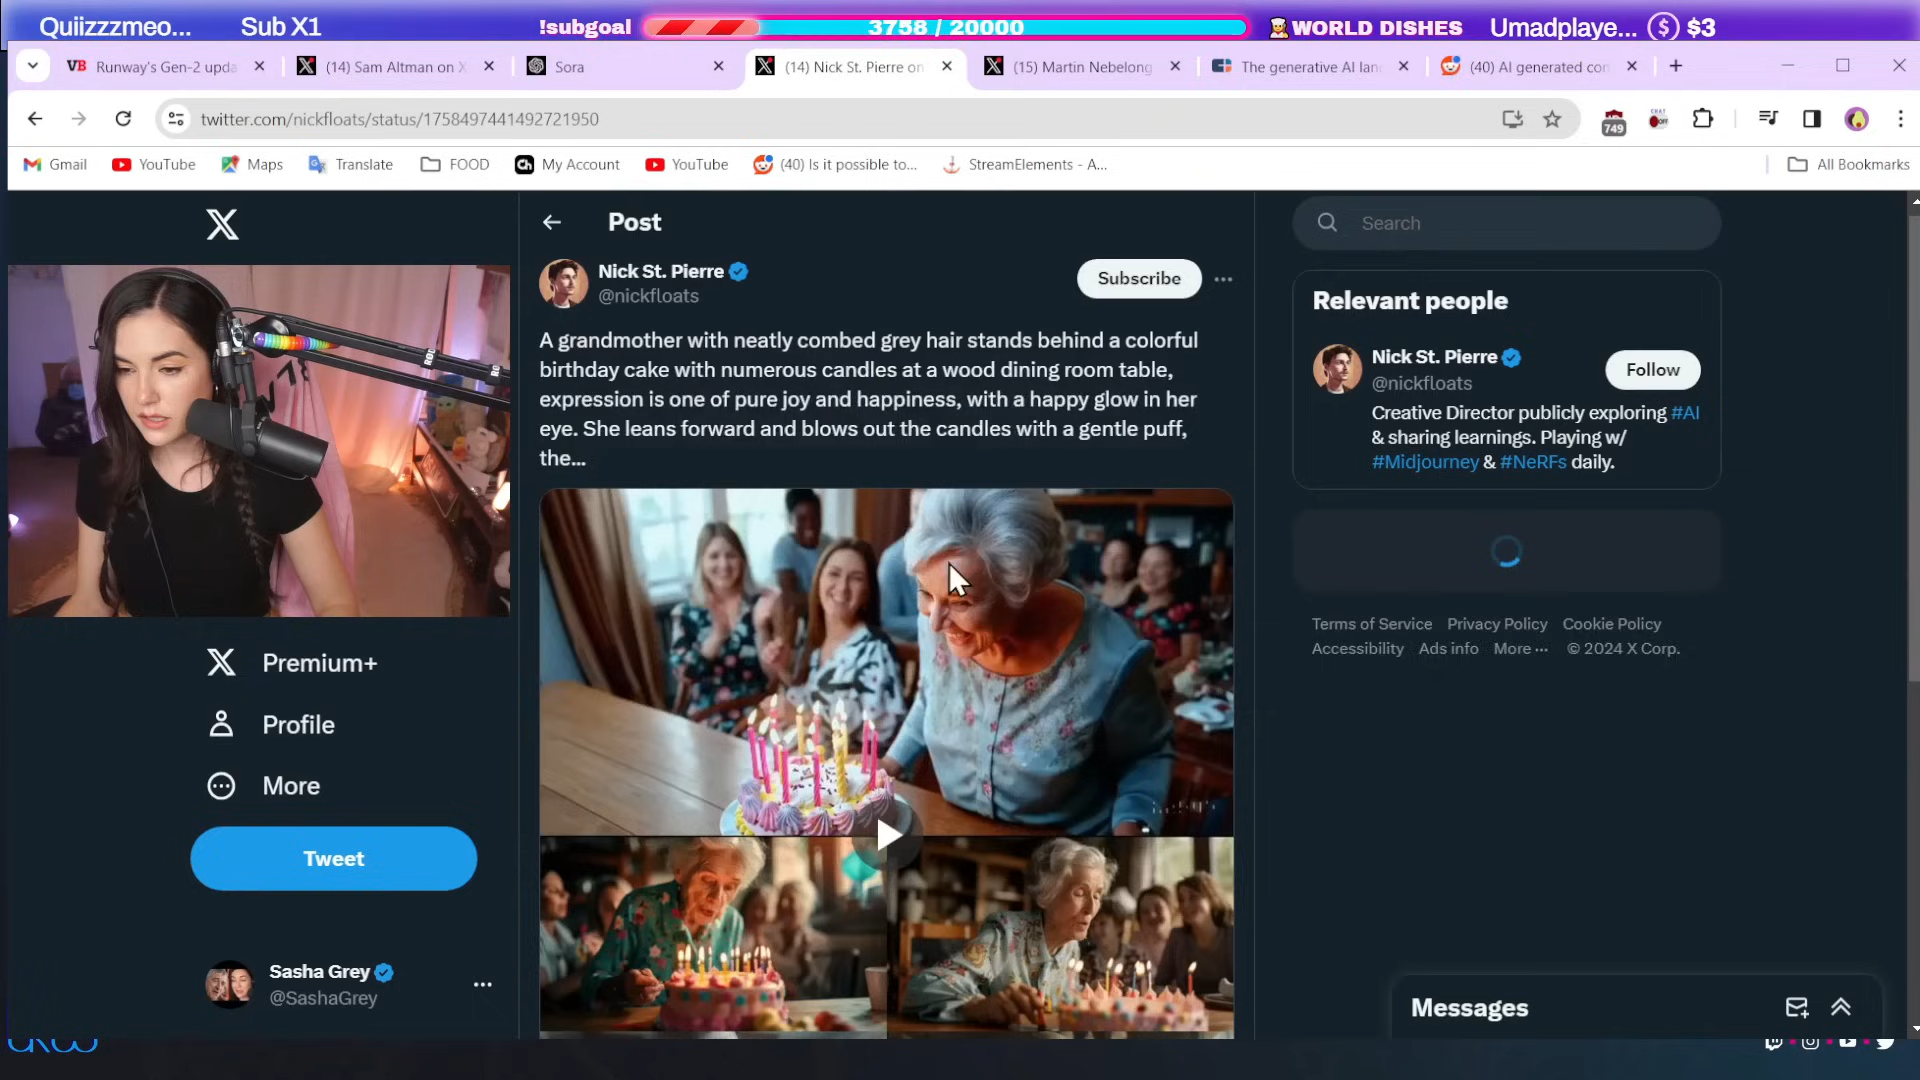 Quiizzzmeo... Sub X1 !subgoal 3758 / 20000 WORLD DISHES Umadplaye... $ $3
VB Runway's Gen-2 upda (14) Sam Altman on X Sora (14) Nick St. Pierre on (15) Martin Nebelong The generative AI lan (40) AI generated con
twitter.com/nickfloats/status/1758497441492721950
749
Gmail YouTube Maps Translate FOOD My Account YouTube (40) Is it possible to... StreamElements - A... All Bookmarks
Post
Search
Nick St. Pierre
@nickfloats
Subscribe
A grandmother with neatly combed grey hair stands behind a colorful
birthday cake with numerous candles at a wood dining room table,
expression is one of pure joy and happiness, with a happy glow in her
eye. She leans forward and blows out the candles with a gentle puff,
the...
Relevant people
Nick St. Pierre
@nickfloats
Follow
Creative Director publicly exploring #AI
& sharing learnings. Playing w/
#Midjourney & #NeRFs daily.
Terms of Service Privacy Policy Cookie Policy
Accessibility Ads info More ··· © 2024 X Corp.
Premium+
Profile
More
Tweet
Sasha Grey
@SashaGrey
Messages